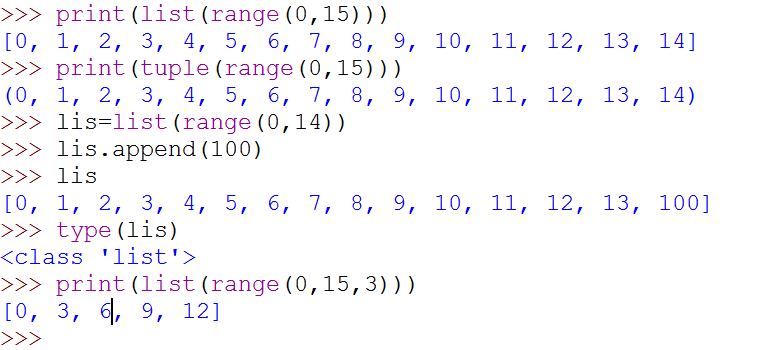 >>> print(list(range(0,15)))
[0, 1, 2, 3, 4, 5, 6, 7, 8, 9, 10, 11, 12, 13, 14]
>>> print(tuple(range(0,15)))
(0, 1, 2, 3, 4, 5, 6, 7, 8, 9, 10, 11, 12, 13, 14)
>>> lis=list(range(0,14))
>>> lis.append(100)
>>> lis
[0, 1, 2, 3, 4, 5, 6, 7, 8, 9, 10, 11, 12, 13, 100]
>>> type(lis)
<class 'list'>
>>> print(list(range(0,15,3)))
[0, 3, 6, 9, 12]
>>>